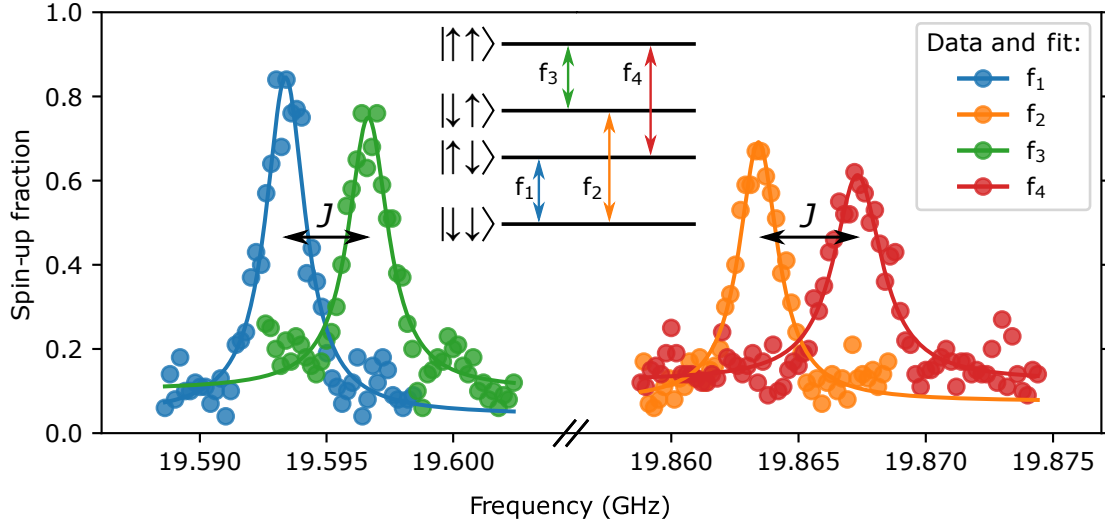 1.0
0.8
0.6
0.4
0.2
0.0
Spin-up fraction
|↑↑⟩
|↓↑⟩
|↑↓⟩
|↓↓⟩
f₃
f₄
f₁
f₂
J
J
Data and fit:
f₁
f₂
f₃
f₄
19.590
19.595
19.600
19.860
19.865
19.870
19.875
Frequency (GHz)